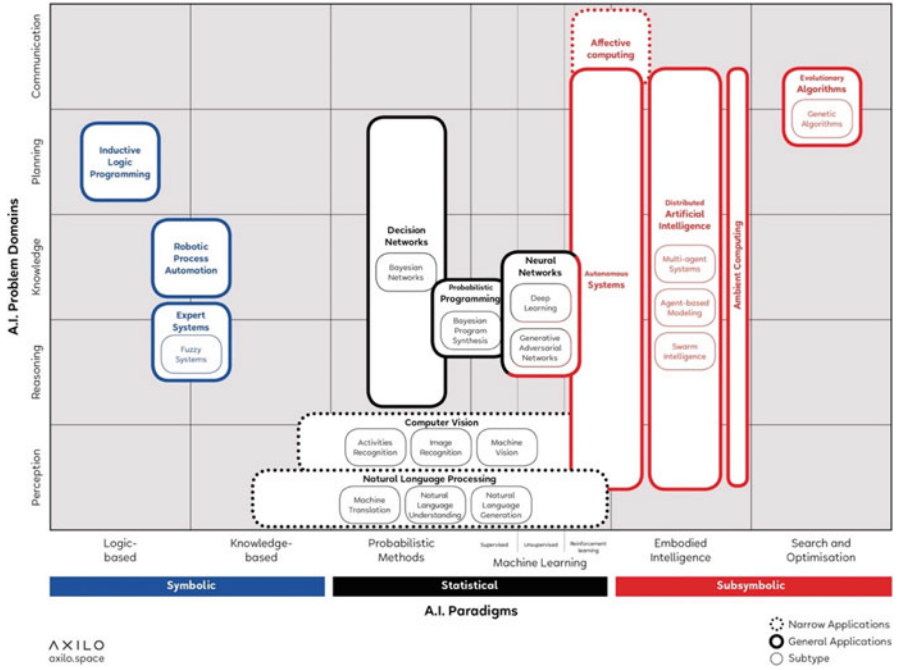 A.I. Problem Domains
Communication
Planning
Knowledge
Reasoning
Perception
Affective
computing
Evolutionary
Algorithms
Genetic
Algorithms
Inductive
Logic
Programming
Robotic
Process
Automation
Expert
Systems
Fuzzy
Systems
Decision
Networks
Bayesian
Networks
Probabilistic
Programming
Bayesian
Program
Synthesis
Neural
Networks
Deep
Learning
Generative
Adversarial
Networks
Autonomous
Systems
Distributed
Artificial
Intelligence
Multi-agent
Systems
Agent-based
Modeling
Swarm
Intelligence
Ambient Computing
Computer Vision
Activities
Recognition
Image
Recognition
Machine
Vision
Natural Language Processing
Machine
Translation
Natural
Language
Understanding
Natural
Language
Generation
Logic-
based
Knowledge-
based
Probabilistic
Methods
Supervised
Unsupervised
Reinforcement
learning
Machine Learning
Embodied
Intelligence
Search and
Optimisation
Symbolic
Statistical
Subsymbolic
A.I. Paradigms
AXILO
axilo.space
Narrow Applications
General Applications
Subtype